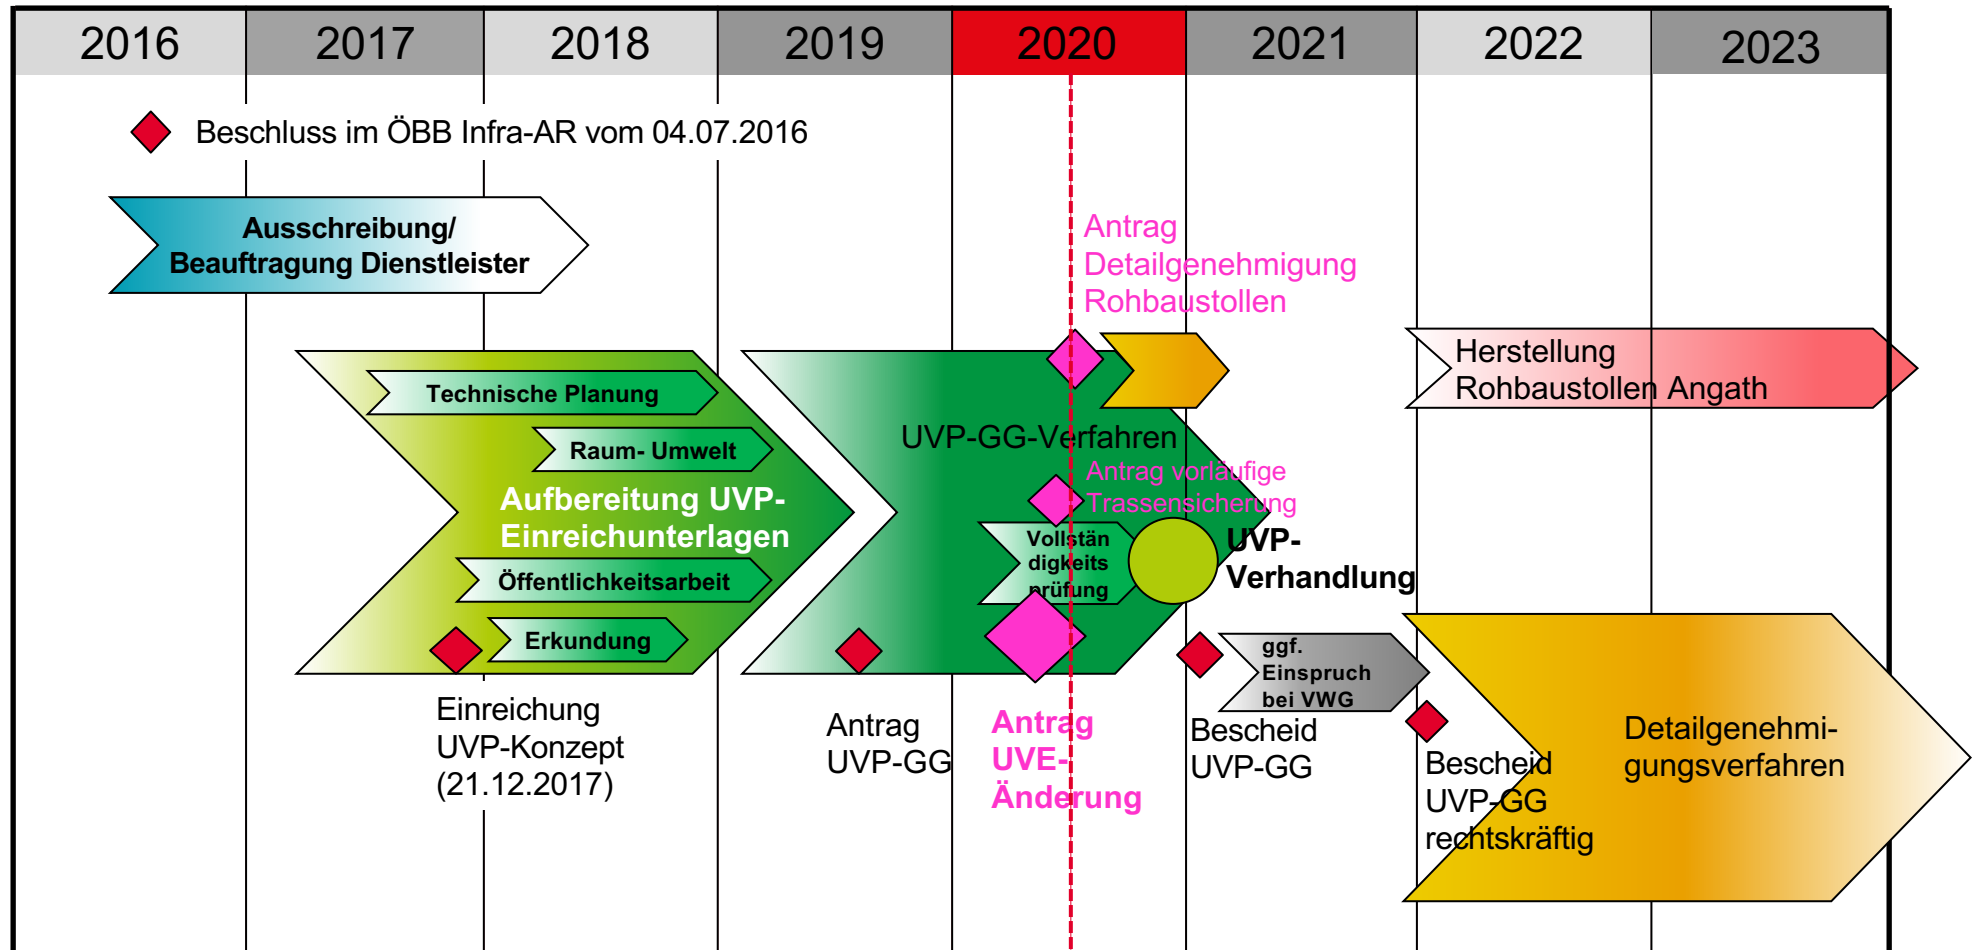 2016
2017
2018
2019
2020
2021
2022
2023
Beschluss im ÖBB Infra-AR vom 04.07.2016
Ausschreibung/
Beauftragung Dienstleister
Antrag
Detailgenehmigung
Rohbaustollen
Herstellung
Rohbaustollen Angath
Technische Planung
Raum- Umwelt
Aufbereitung UVP-
Einreichunterlagen
Öffentlichkeitsarbeit
Erkundung
UVP-GG-Verfahren
Antrag vorläufige
Trassensicherung
Vollstän
digkeits
prüfung
UVP-
Verhandlung
ggf.
Einspruch
bei VWG
Einreichung
UVP-Konzept
(21.12.2017)
Antrag
UVP-GG
Antrag
UVE-
Änderung
Bescheid
UVP-GG
Bescheid
UVP-GG
rechtskräftig
Detailgenehmi-
gungsverfahren